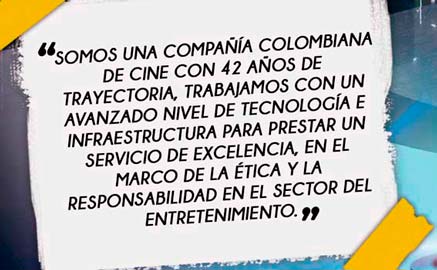 “SOMOS UNA COMPAÑÍA COLOMBIANA
DE CINE CON 42 AÑOS DE
TRAYECTORIA, TRABAJAMOS CON UN
AVANZADO NIVEL DE TECNOLOGÍA E
INFRAESTRUCTURA PARA PRESTAR UN
SERVICIO DE EXCELENCIA, EN EL
MARCO DE LA ÉTICA Y LA
RESPONSABILIDAD EN EL SECTOR DEL
ENTRETENIMIENTO.”